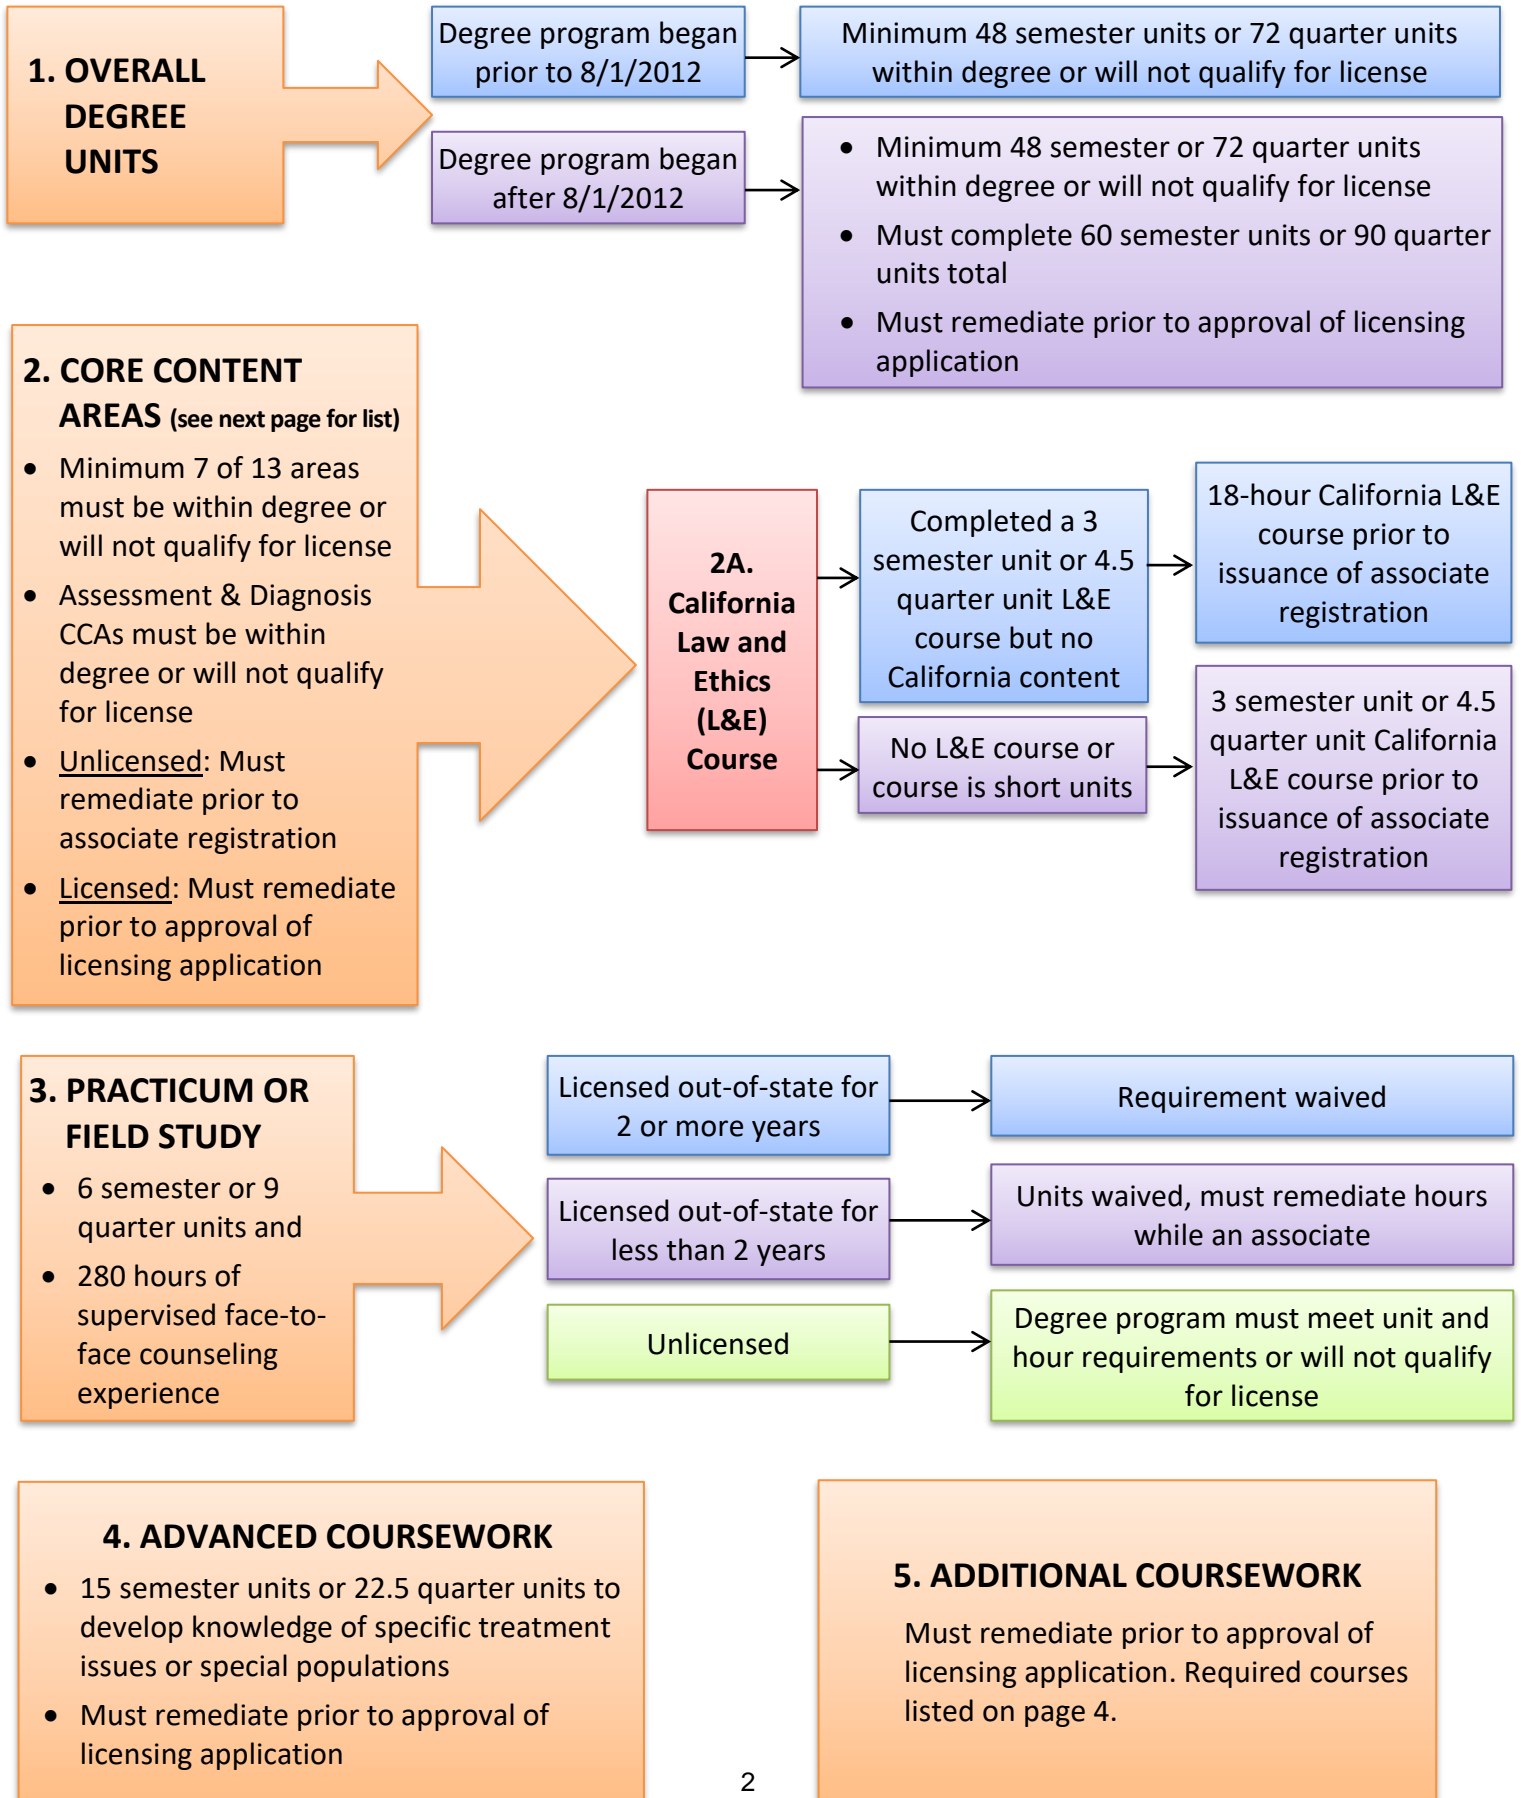 1. OVERALL
DEGREE
UNITS
Degree program began
prior to 8/1/2012
Minimum 48 semester units or 72 quarter units
within degree or will not qualify for license
Degree program began
after 8/1/2012
• Minimum 48 semester or 72 quarter units
within degree or will not qualify for license
• Must complete 60 semester units or 90 quarter
units total
• Must remediate prior to approval of licensing
application
2. CORE CONTENT
AREAS (see next page for list)
• Minimum 7 of 13 areas
must be within degree or
will not qualify for license
• Assessment & Diagnosis
CCAs must be within
degree or will not qualify
for license
• Unlicensed: Must
remediate prior to
associate registration
• Licensed: Must remediate
prior to approval of
licensing application
2A.
California
Law and
Ethics
(L&E)
Course
Completed a 3
semester unit or 4.5
quarter unit L&E
course but no
California content
18-hour California L&E
course prior to
issuance of associate
registration
No L&E course or
course is short units
3 semester unit or 4.5
quarter unit California
L&E course prior to
issuance of associate
registration
3. PRACTICUM OR
FIELD STUDY
• 6 semester or 9
quarter units and
• 280 hours of
supervised face-to-
face counseling
experience
Licensed out-of-state for
2 or more years
Requirement waived
Licensed out-of-state for
less than 2 years
Units waived, must remediate hours
while an associate
Unlicensed
Degree program must meet unit and
hour requirements or will not qualify
for license
4. ADVANCED COURSEWORK
• 15 semester units or 22.5 quarter units to
develop knowledge of specific treatment
issues or special populations
• Must remediate prior to approval of
licensing application
5. ADDITIONAL COURSEWORK
Must remediate prior to approval of
licensing application. Required courses
listed on page 4.
2